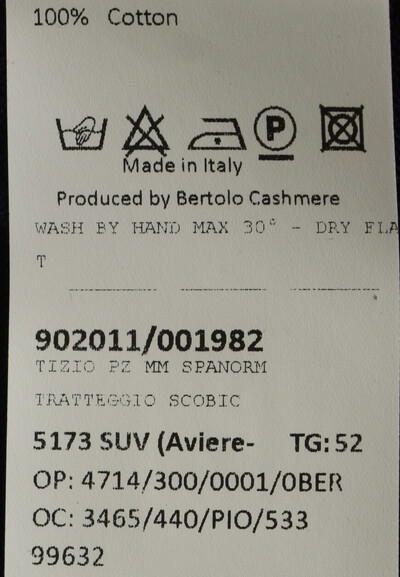 100% Cotton
P
Made in Italy
Produced by Bertolo Cashmere
WASH BY HAND MAX 30° - DRY FLA
T
902011/001982
TIZIO PZ MM SPANORM
TRATTEGGIO SCOBIC
5173 SUV (Aviere- TG: 52
OP: 4714/300/0001/0BER
OC: 3465/440/PIO/533
99632